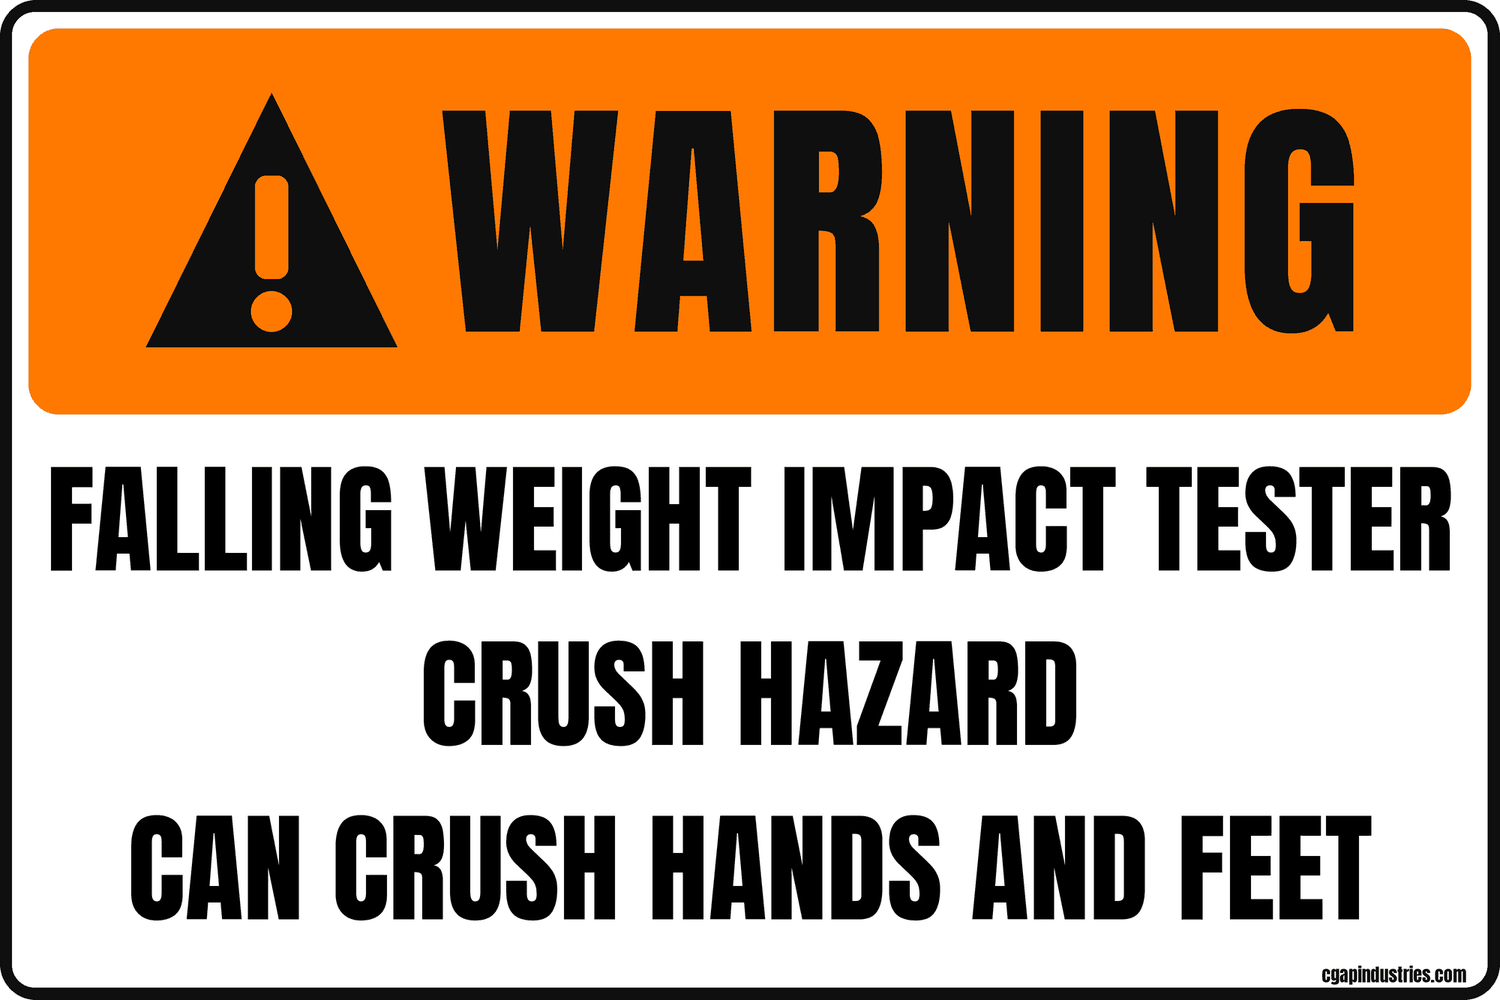 WARNING
FALLING WEIGHT IMPACT TESTER
CRUSH HAZARD
CAN CRUSH HANDS AND FEET
cgapindustries.com